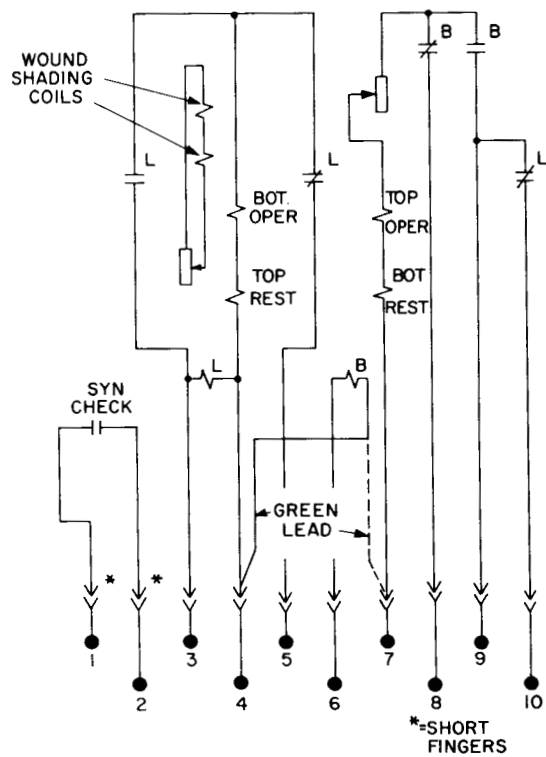 WOUND
SHADING
COILS
B
B
L
L
L
BOT.
OPER
TOP
OPER
TOP
REST
BOT
REST
L
B
SYN
CHECK
GREEN
LEAD
*
*
1
2
3
4
5
6
7
8
9
10
*=SHORT
FINGERS